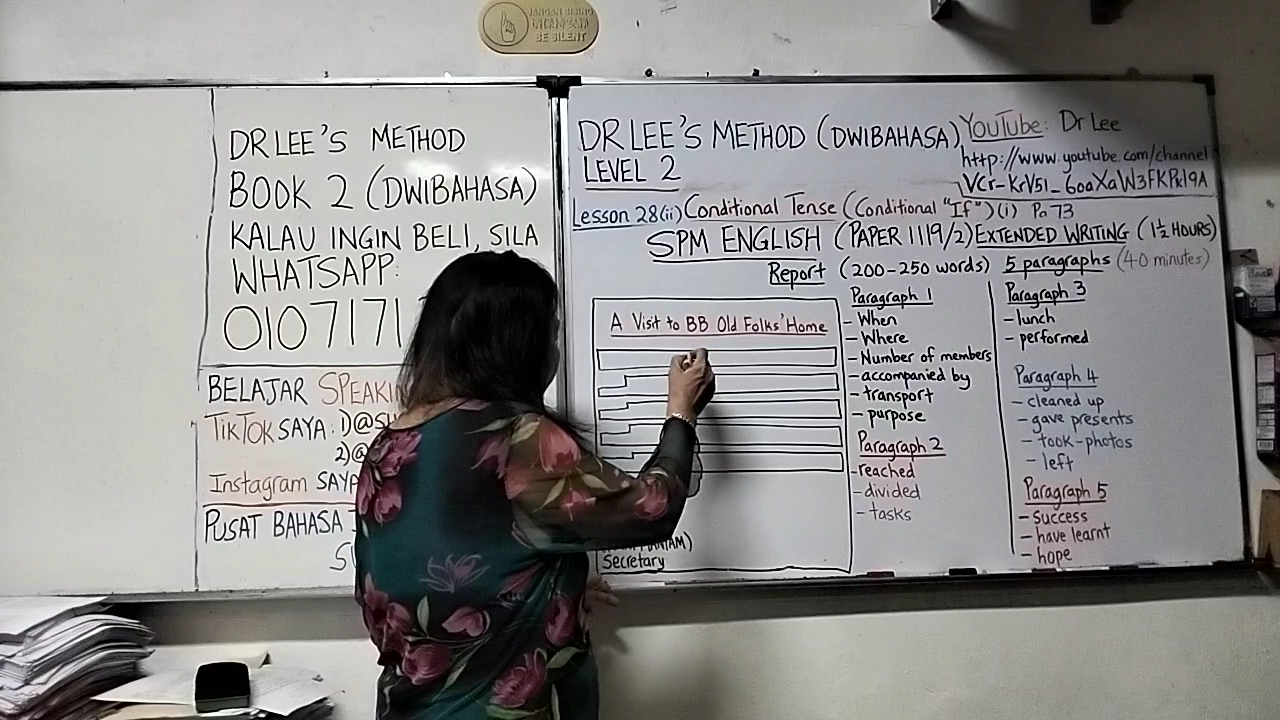 JANGAN BISING
BE SILENT
DR LEE'S METHOD
BOOK 2 (DWIBAHASA)
KALAU INGIN BELI, SILA
WHATSAPP:
0107171
BELAJAR
TIKTOK SAYA: 1)
2)@
Instagram SAYA
PUSAT BAHASA
DR LEE'S METHOD (DWIBAHASA)
LEVEL 2
YouTube: Dr Lee
http://www.youtube.com/channel
Lesson 28(ii) Conditional Tense (Conditional "If")(i) Pg 73
SPM ENGLISH (PAPER 1119/2) EXTENDED WRITING (1½ HOURS)
Report (200-250 words) 5 paragraphs (40 minutes)
A Visit to BB Old Folks' Home
Secretary
Paragraph 1
- When
- Where
- Number of members
- accompanied by
- transport
- purpose
Paragraph 2
- reached
- divided
- tasks
Paragraph 3
- lunch
- performed
Paragraph 4
- cleaned up
- gave presents
- took photos
- left
Paragraph 5
- success
- have learnt
- hope